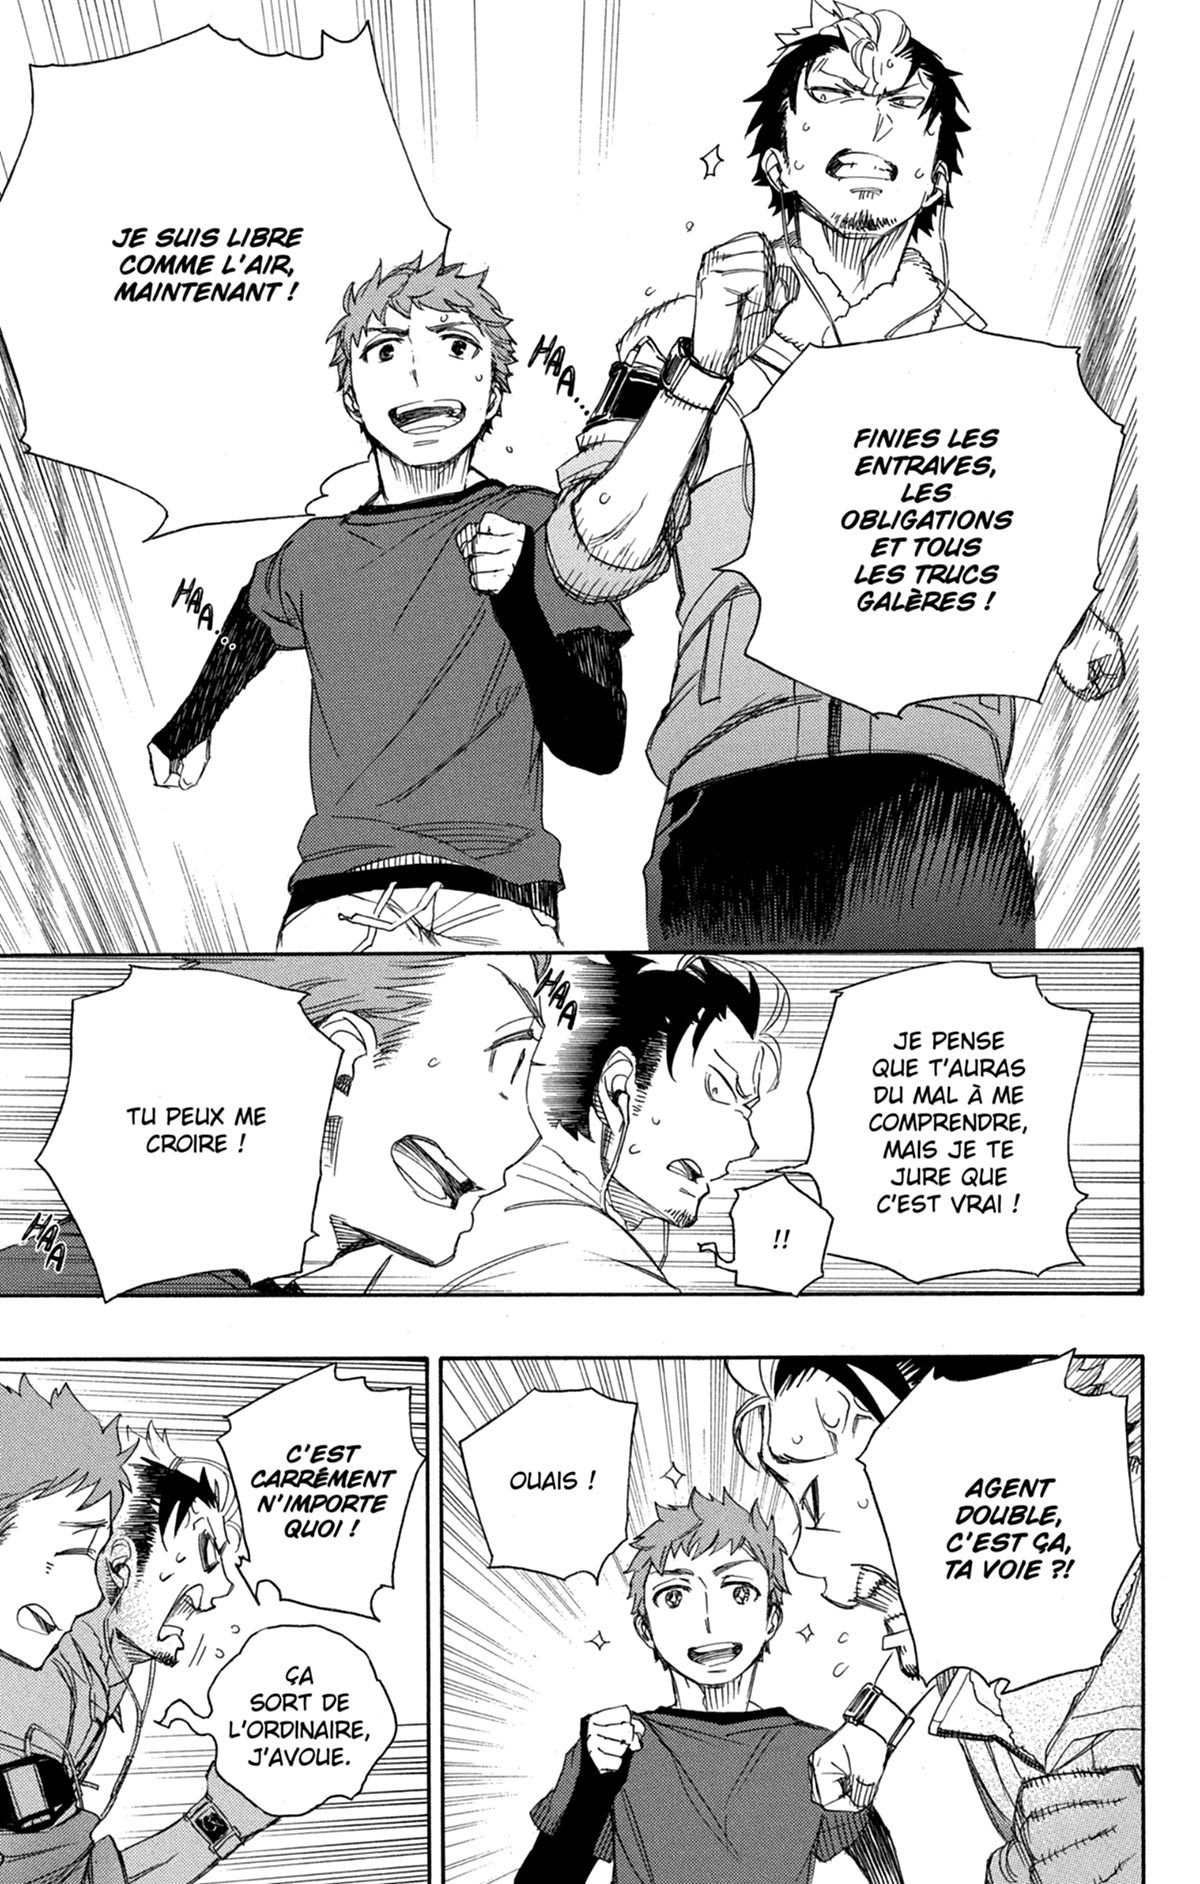 JE SUIS LIBRE
COMME L'AIR,
MAINTENANT !
HAA...
FINIES LES
ENTRAVES,
LES
OBLIGATIONS
ET TOUS
LES TRUCS
GALÈRES !
HAA...
JE PENSE
QUE T'AURAS
DU MAL À ME
COMPRENDRE,
MAIS JE TE
JURE QUE
C'EST VRAI !
!!
HAA
TU PEUX ME
CROIRE !
HAA
AGENT
DOUBLE,
C'EST ÇA,
TA VOIE ?!
OUAIS !
C'EST
CARRÉMENT
N'IMPORTE
QUOI !
ÇA
SORT DE
L'ORDINAIRE,
J'AVOUE.